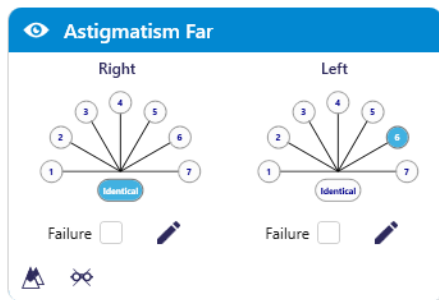 Astigmatism Far
Right
1
2
3
4
5
6
7
Identical
Failure
Left
1
2
3
4
5
6
7
Identical
Failure